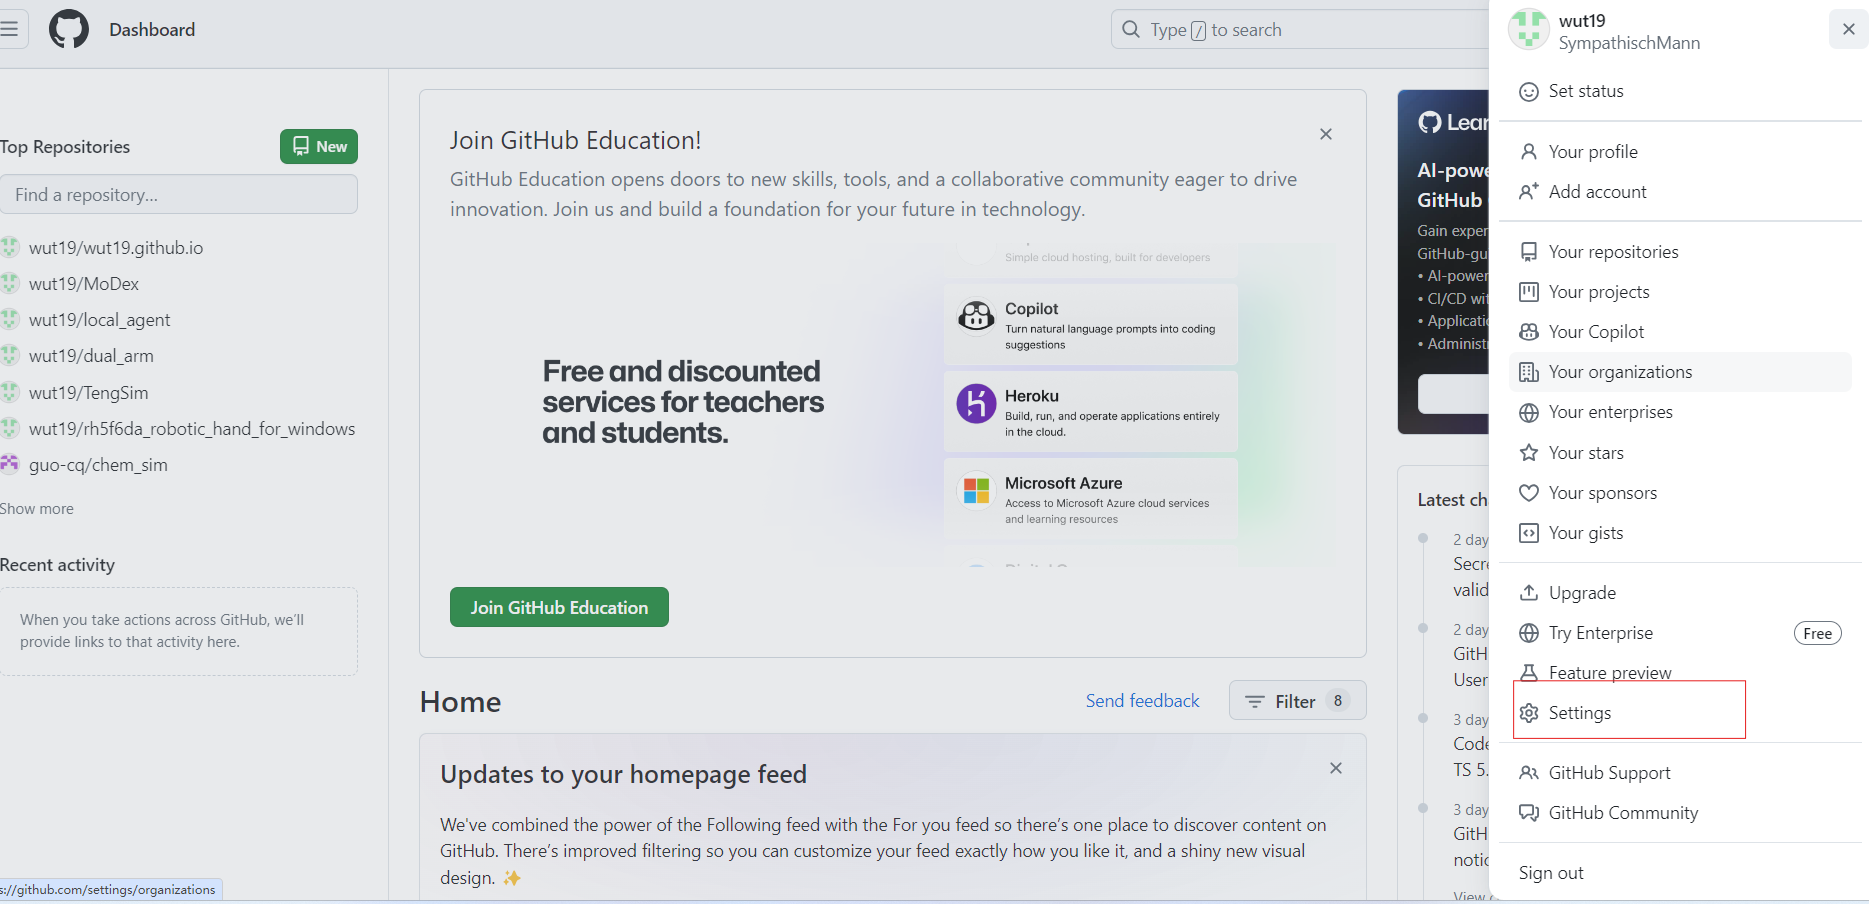 Dashboard
Type / to search
Top Repositories
New
Find a repository...
wut19/wut19.github.io
wut19/MoDex
wut19/local_agent
wut19/dual_arm
wut19/TengSim
wut19/rh5f6da_robotic_hand_for_windows
guo-cq/chem_sim
Show more
Recent activity
When you take actions across GitHub, we'll
provide links to that activity here.
s://github.com/settings/organizations
Join GitHub Education!
GitHub Education opens doors to new skills, tools, and a collaborative community eager to drive
innovation. Join us and build a foundation for your future in technology.
Free and discounted
services for teachers
and students.
Simple cloud hosting, built for developers
Copilot
Turn natural language prompts into coding
suggestions
Heroku
Build, run, and operate applications entirely
in the cloud.
Microsoft Azure
Access to Microsoft Azure cloud services
and learning resources
Join GitHub Education
Home
Send feedback
Filter 8
Updates to your homepage feed
We've combined the power of the Following feed with the For you feed so there's one place to discover content on
GitHub. There's improved filtering so you can customize your feed exactly how you like it, and a shiny new visual
design. ✨
Lear
AI-powe
GitHub
Gain exper
GitHub-gu
• AI-power
• CI/CD wit
• Applicatio
• Administr
Latest ch
2 day
Secre
valid
2 day
GitH
User
3 day
Code
TS 5.
3 day
GitH
notic
View
wut19
SympathischMann
Set status
Your profile
Add account
Your repositories
Your projects
Your Copilot
Your organizations
Your enterprises
Your stars
Your sponsors
Your gists
Upgrade
Try Enterprise
Free
Feature preview
Settings
GitHub Support
GitHub Community
Sign out